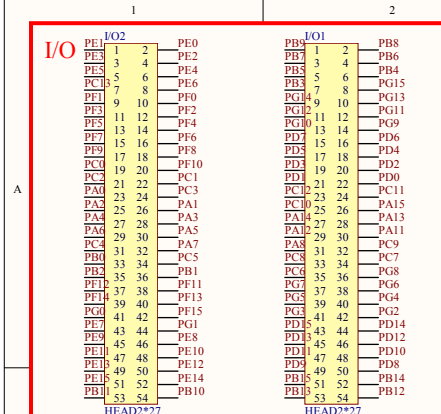 1 2
I/O
A
I/O2
PE1 1 2 PE0
PE3 3 4 PE2
PE5 5 6 PE4
PC13 7 8 PE6
PF1 9 10 PF0
PF3 11 12 PF2
PF5 13 14 PF4
PF7 15 16 PF6
PF9 17 18 PF8
PC0 19 20 PF10
PC2 21 22 PC1
PA0 23 24 PC3
PA2 25 26 PA1
PA4 27 28 PA3
PA6 29 30 PA5
PC4 31 32 PA7
PB0 33 34 PC5
PB2 35 36 PB1
PF12 37 38 PF11
PF14 39 40 PF13
PG0 41 42 PF15
PE7 43 44 PG1
PE9 45 46 PE8
PE11 47 48 PE10
PE13 49 50 PE12
PE15 51 52 PE14
PB11 53 54 PB10
HEAD2*27
I/O1
PB9 1 2 PB8
PB7 3 4 PB6
PB5 5 6 PB4
PB3 7 8 PG15
PG14 9 10 PG13
PG12 11 12 PG11
PG10 13 14 PG9
PD7 15 16 PD6
PD5 17 18 PD4
PD3 19 20 PD2
PD1 21 22 PD0
PC12 23 24 PC11
PC10 25 26 PA15
PA14 27 28 PA13
PA12 29 30 PA11
PA8 31 32 PC9
PC8 33 34 PC7
PC6 35 36 PG8
PG7 37 38 PG6
PG5 39 40 PG4
PG3 41 42 PG2
PD15 43 44 PD14
PD13 45 46 PD12
PD11 47 48 PD10
PD9 49 50 PD8
PB15 51 52 PB14
PB13 53 54 PB12
HEAD2*27